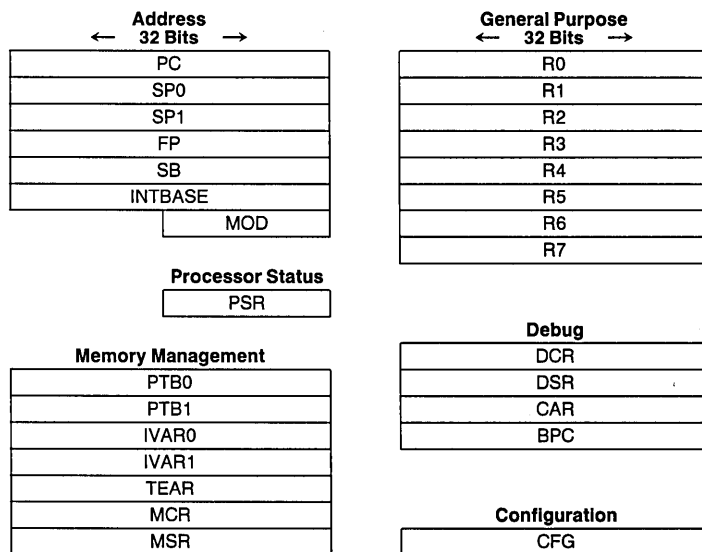 Address
← 32 Bits →
PC
SP0
SP1
FP
SB
INTBASE
MOD
Processor Status
PSR
Memory Management
PTB0
PTB1
IVAR0
IVAR1
TEAR
MCR
MSR
General Purpose
← 32 Bits →
R0
R1
R2
R3
R4
R5
R6
R7
Debug
DCR
DSR
CAR
BPC
Configuration
CFG